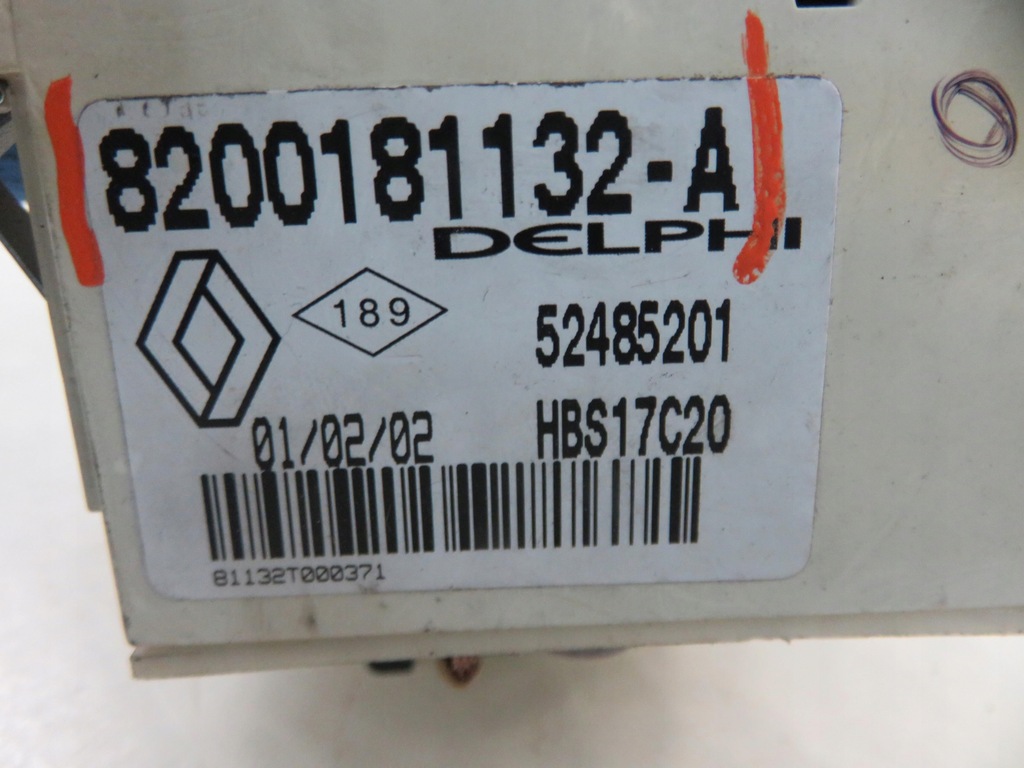 8200181132-A
DELPHI
189
52485201
01/02/02
HBS17C20
81132T000371